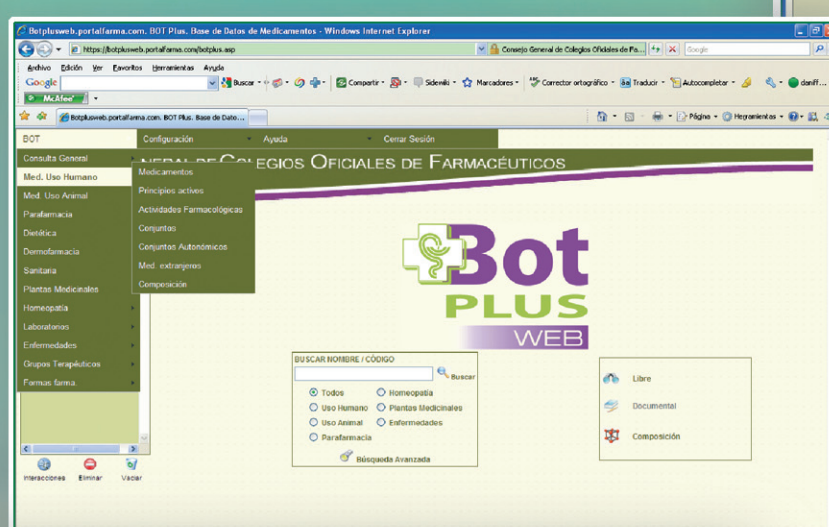 Botplusweb.portalfarma.com. BOT Plus. Base de Datos de Medicamentos - Windows Internet Explorer
https://botplusweb.portalfarma.com/botplus.asp
Consejo General de Colegios Oficiales de Fa...
Google
Archivo Edición Ver Favoritos Herramientas Ayuda
Google
Buscar
Compartir
Sidewiki
Marcadores
Corrector ortográfico
Traducir
Autocompletar
daniff...
McAfee
Botplusweb.portalfarma.com. BOT Plus. Base de Dato...
Página
Herramientas
BOT Configuración Ayuda Cerrar Sesión
NERAL DE COLEGIOS OFICIALES DE FARMACÉUTICOS
Consulta General
Med. Uso Humano
Med. Uso Animal
Parafarmacia
Dietética
Dermofarmacia
Sanitaria
Plantas Medicinales
Homeopatía
Laboratorios
Enfermedades
Grupos Terapéuticos
Formas farma.
Medicamentos
Principios activos
Actividades Farmacológicas
Conjuntos
Conjuntos Autonómicos
Med. extranjeros
Composición
Bot
PLUS
WEB
BUSCAR NOMBRE / CÓDIGO
Buscar
Todos Homeopatía
Uso Humano Plantas Medicinales
Uso Animal Enfermedades
Parafarmacia
Búsqueda Avanzada
Libre
Documental
Composición
Interacciones Eliminar Vaciar